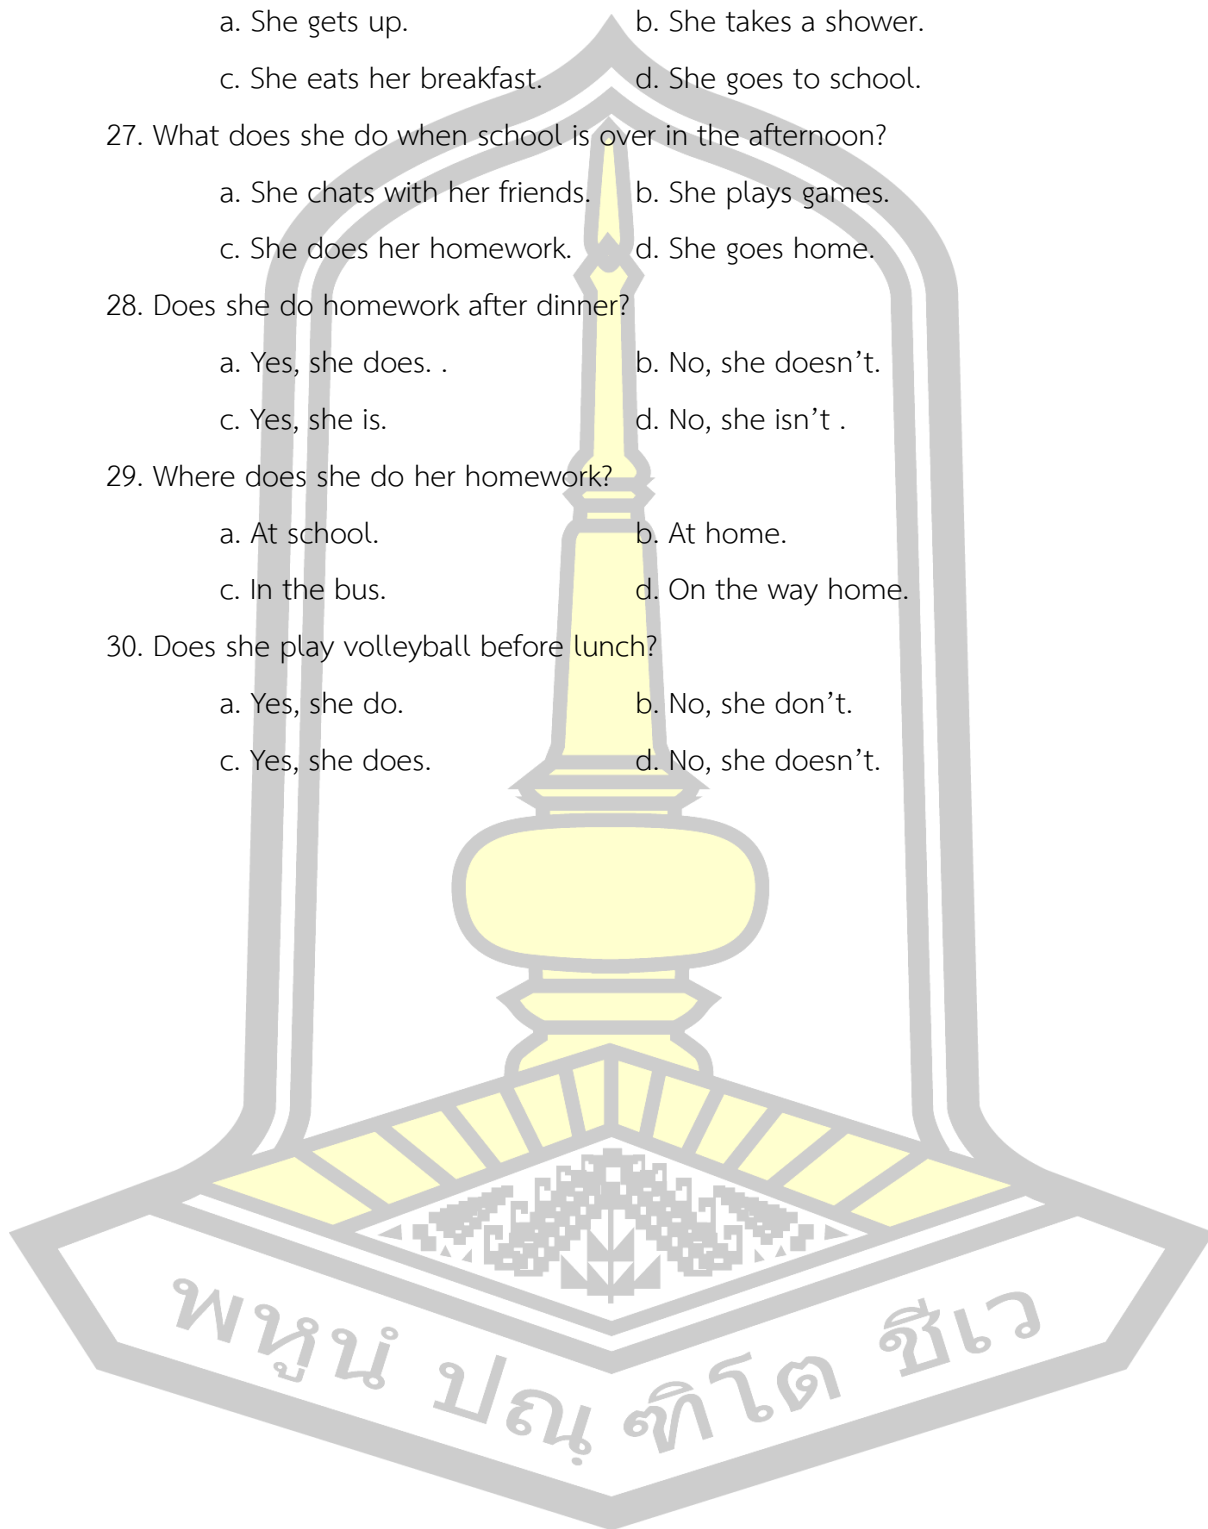 a. She gets up. b. She takes a shower.
c. She eats her breakfast. d. She goes to school.
27. What does she do when school is over in the afternoon?
a. She chats with her friends. b. She plays games.
c. She does her homework. d. She goes home.
28. Does she do homework after dinner?
a. Yes, she does. . b. No, she doesn’t.
c. Yes, she is. d. No, she isn’t .
29. Where does she do her homework?
a. At school. b. At home.
c. In the bus. d. On the way home.
30. Does she play volleyball before lunch?
a. Yes, she do. b. No, she don’t.
c. Yes, she does. d. No, she doesn’t.
พหูนํ ปณฺฑิโต ชีเว